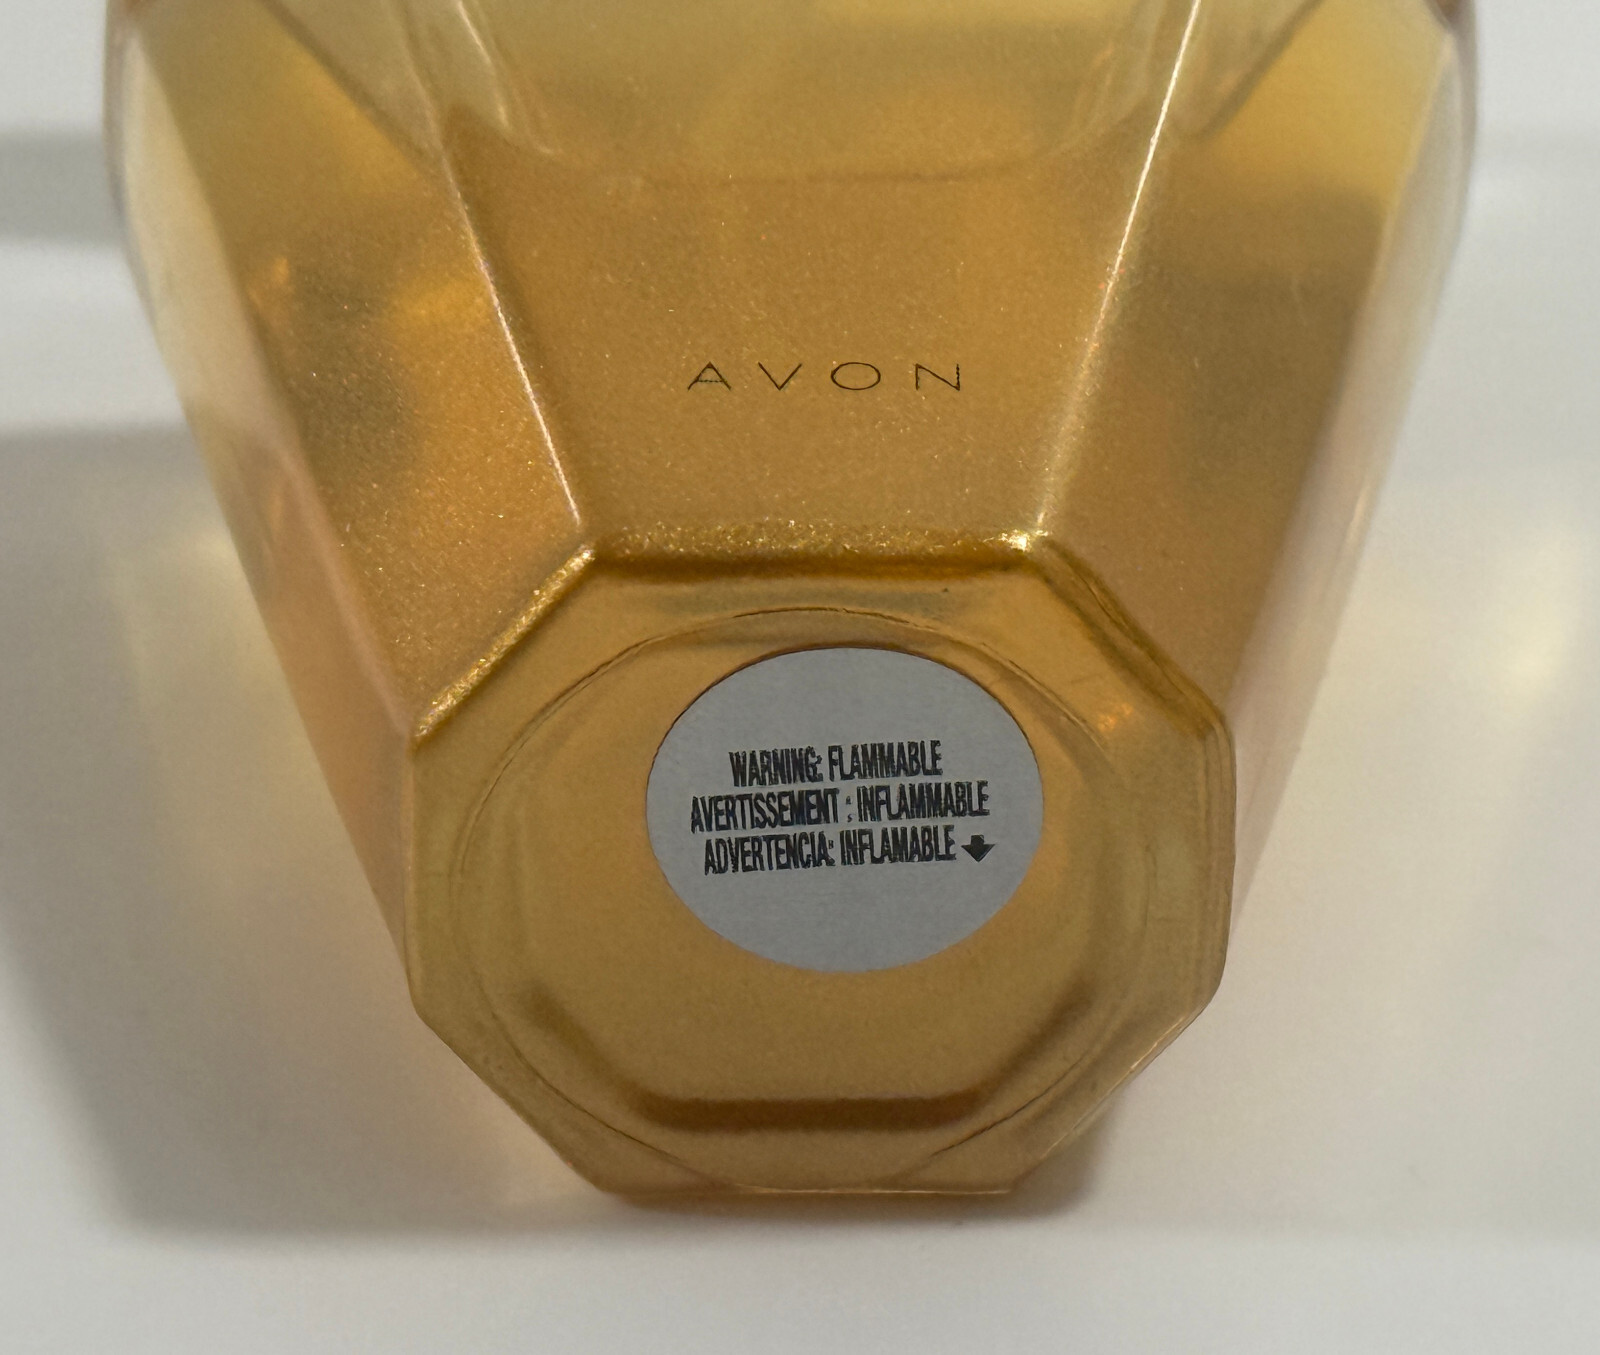 AVON
WARNING: FLAMMABLE
AVERTISSEMENT : INFLAMMABLE
ADVERTENCIA: INFLAMABLE